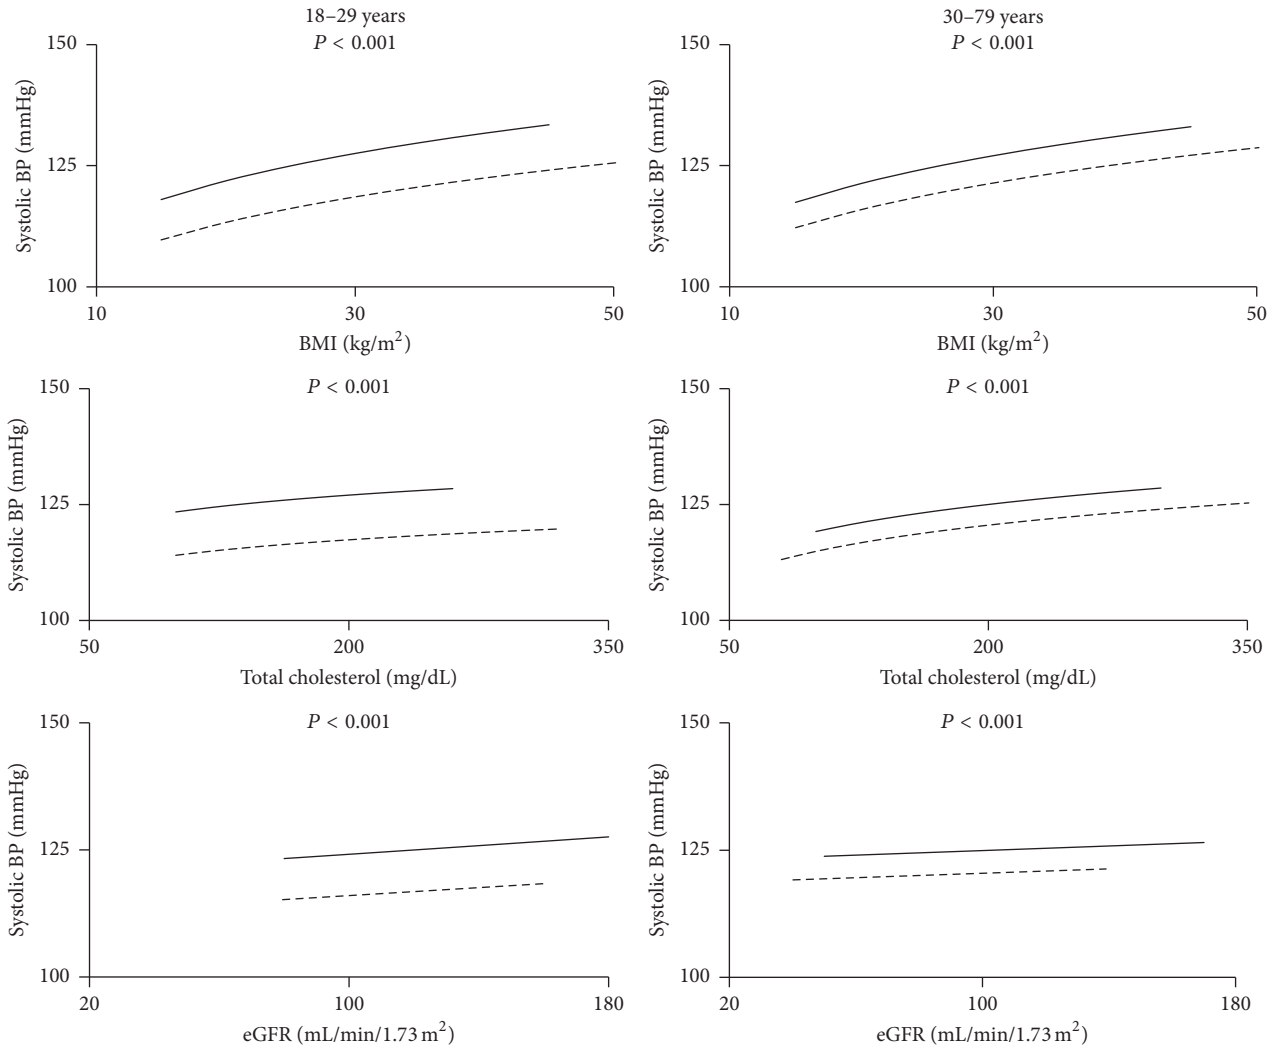 18–29 years
P < 0.001
150
125
100
Systolic BP (mmHg)
10
30
50
BMI (kg/m²)
30–79 years
P < 0.001
150
125
100
Systolic BP (mmHg)
10
30
50
BMI (kg/m²)
P < 0.001
150
125
100
Systolic BP (mmHg)
50
200
350
Total cholesterol (mg/dL)
P < 0.001
150
125
100
Systolic BP (mmHg)
50
200
350
Total cholesterol (mg/dL)
P < 0.001
150
125
100
Systolic BP (mmHg)
20
100
180
eGFR (mL/min/1.73 m²)
P < 0.001
150
125
100
Systolic BP (mmHg)
20
100
180
eGFR (mL/min/1.73 m²)